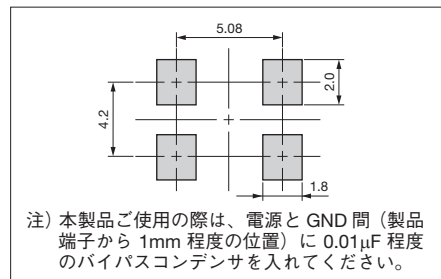 5.08
4.2
2.0
1.8
注）本製品ご使用の際は、電源と GND 間（製品
端子から 1mm 程度の位置）に 0.01μF 程度
のバイパスコンデンサを入れてください。